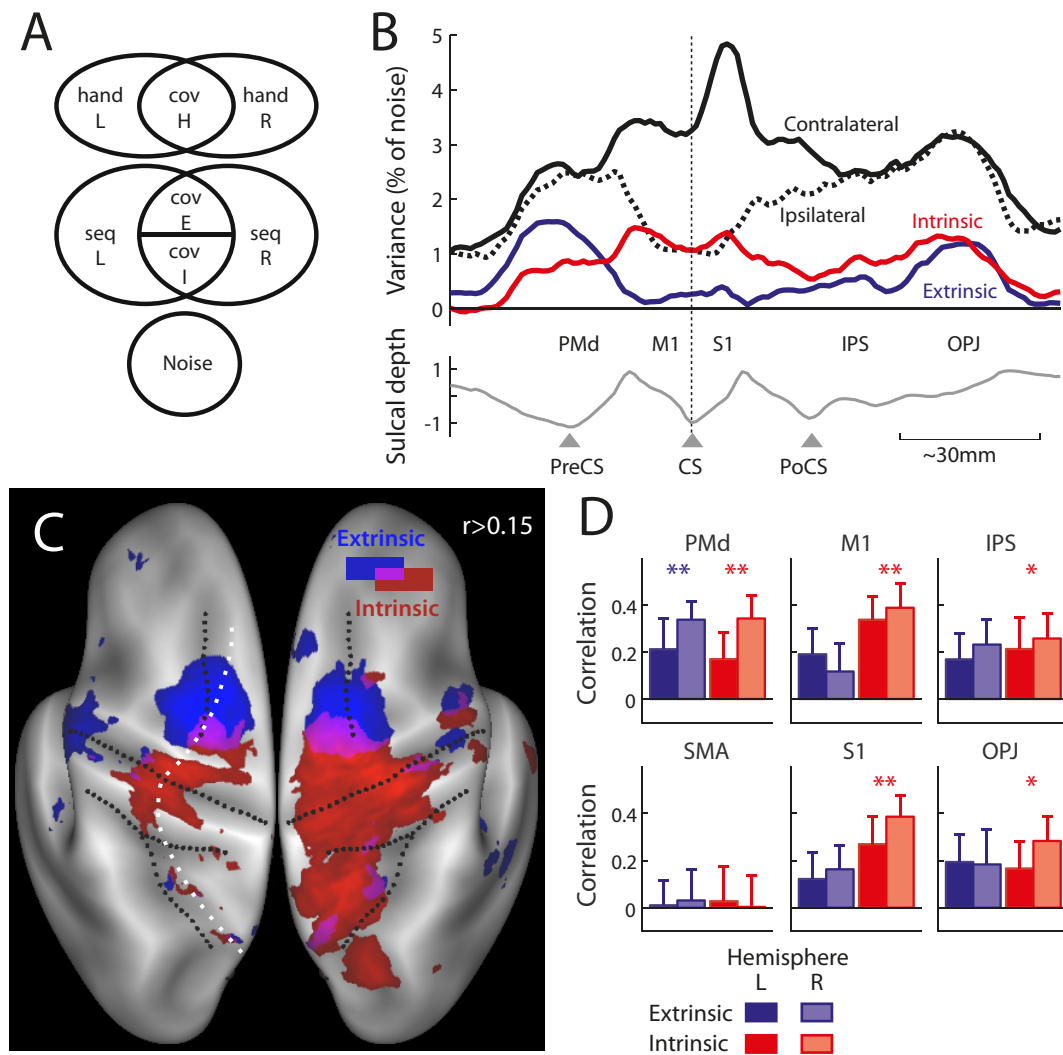 A
hand
L
cov
H
hand
R
seq
L
cov
E
cov
I
seq
R
Noise
B
Variance (% of noise)
5
4
3
2
1
0
Contralateral
Ipsilateral
Intrinsic
Extrinsic
PMd M1 S1 IPS OPJ
Sulcal depth
1
-1
PreCS CS PoCS
~30mm
C
r>0.15
Extrinsic
Intrinsic
D
PMd M1 IPS
** ** ** *
Correlation
0.4
0.2
0
SMA S1 OPJ
** *
Correlation
0.4
0.2
0
Hemisphere
L R
Extrinsic
Intrinsic